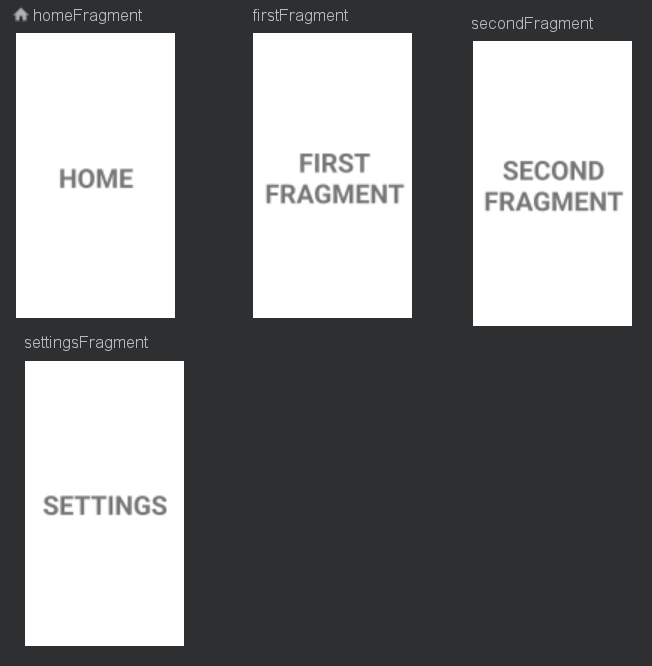 homeFragment
firstFragment
secondFragment
HOME
FIRST
FRAGMENT
SECOND
FRAGMENT
settingsFragment
SETTINGS